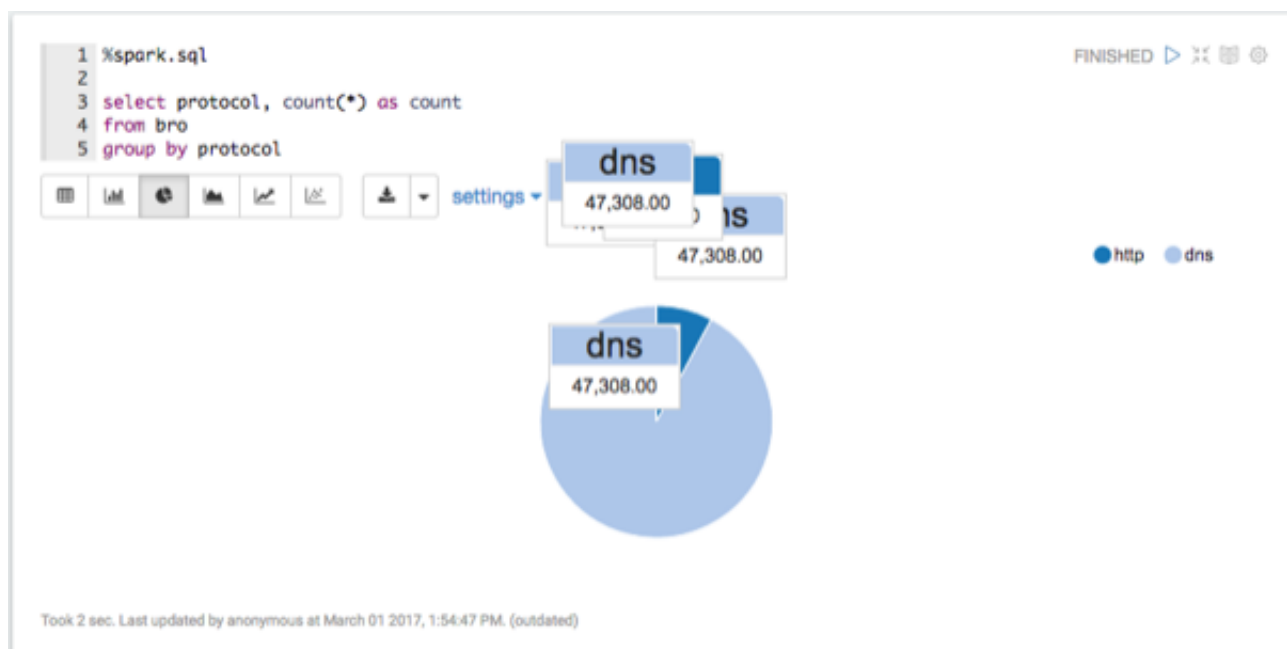 1 %spark.sql
2
3 select protocol, count(*) as count
4 from bro
5 group by protocol
FINISHED
settings
dns
47,308.00
47,308.00
http dns
dns
47,308.00
Took 2 sec. Last updated by anonymous at March 01 2017, 1:54:47 PM. (outdated)